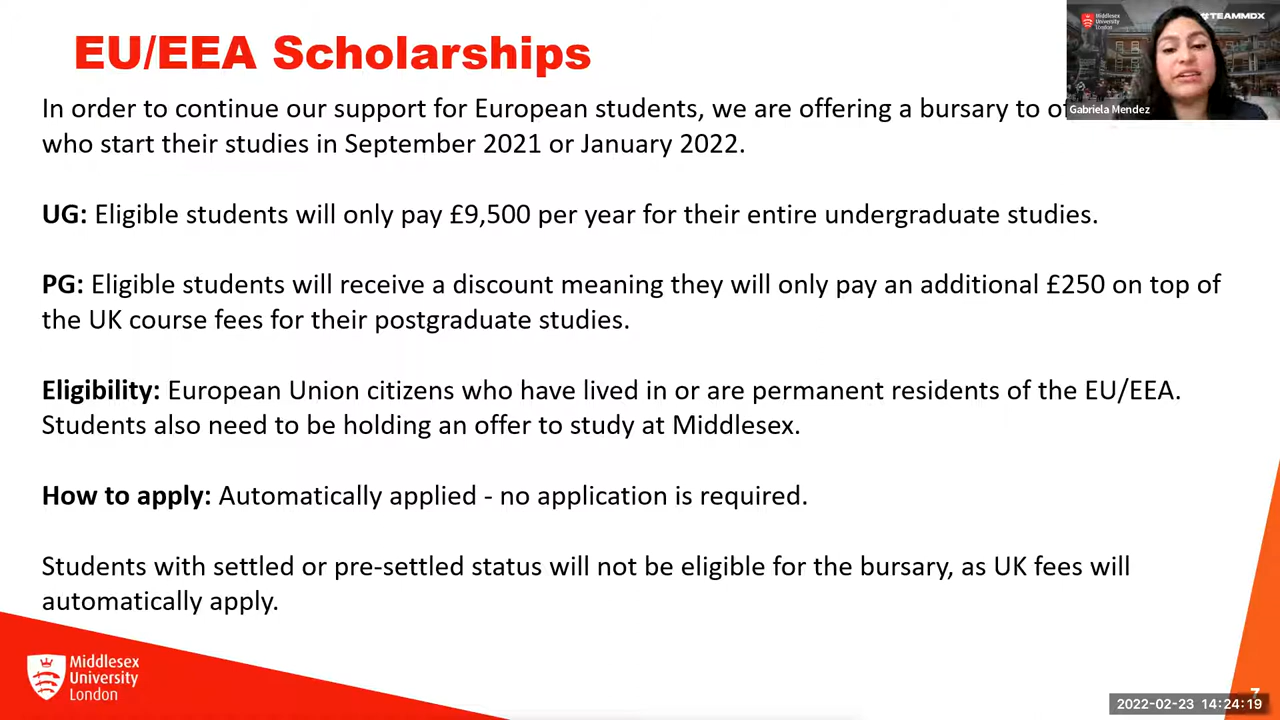 EU/EEA Scholarships
In order to continue our support for European students, we are offering a bursary to
who start their studies in September 2021 or January 2022.
UG: Eligible students will only pay £9,500 per year for their entire undergraduate studies.
PG: Eligible students will receive a discount meaning they will only pay an additional £250 on top of
the UK course fees for their postgraduate studies.
Eligibility: European Union citizens who have lived in or are permanent residents of the EU/EEA.
Students also need to be holding an offer to study at Middlesex.
How to apply: Automatically applied - no application is required.
Students with settled or pre-settled status will not be eligible for the bursary, as UK fees will
automatically apply.
Middlesex
University
London
#TEAMMDX
Gabriela Mendez
Middlesex
University
London
7
2022-02-23 14:24:19